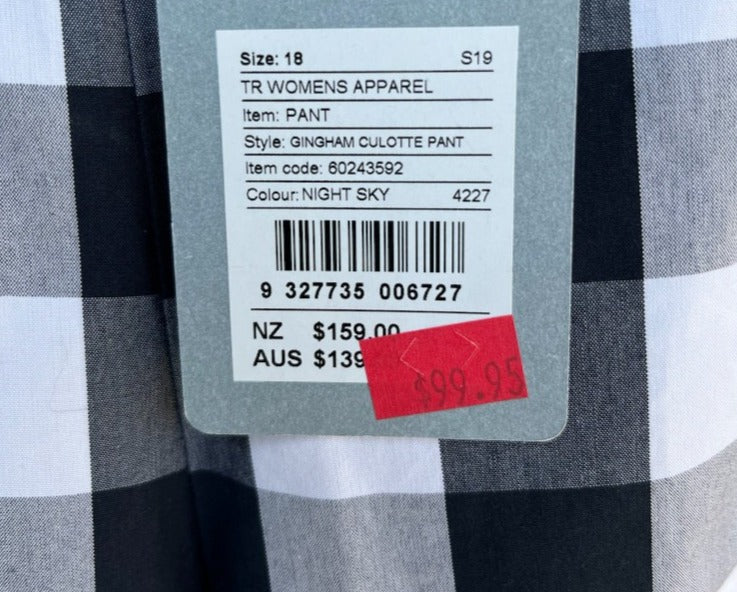 Size: 18 S19
TR WOMENS APPAREL
Item: PANT
Style: GINGHAM CULOTTE PANT
Item code: 60243592
Colour: NIGHT SKY 4227
9 327735 006727
NZ $159.00
AUS $139
$99.95